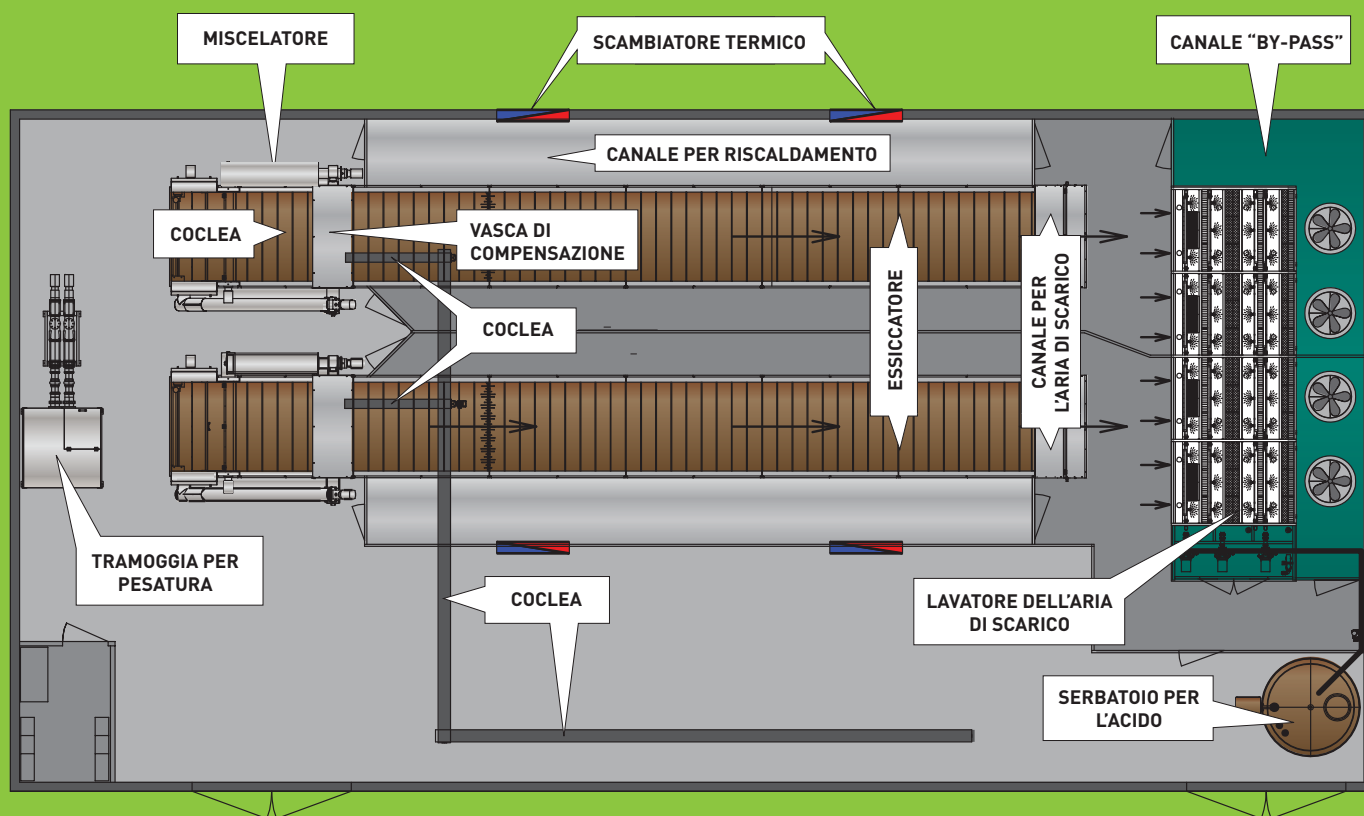 MISCELATORE
SCAMBIATORE TERMICO
CANALE “BY-PASS”
CANALE PER RISCALDAMENTO
COCLEA
VASCA DI
COMPENSAZIONE
COCLEA
ESSICCATORE
CANALE PER
L’ARIA DI SCARICO
TRAMOGGIA PER
PESATURA
COCLEA
LAVATORE DELL’ARIA
DI SCARICO
SERBATOIO PER
L’ACIDO